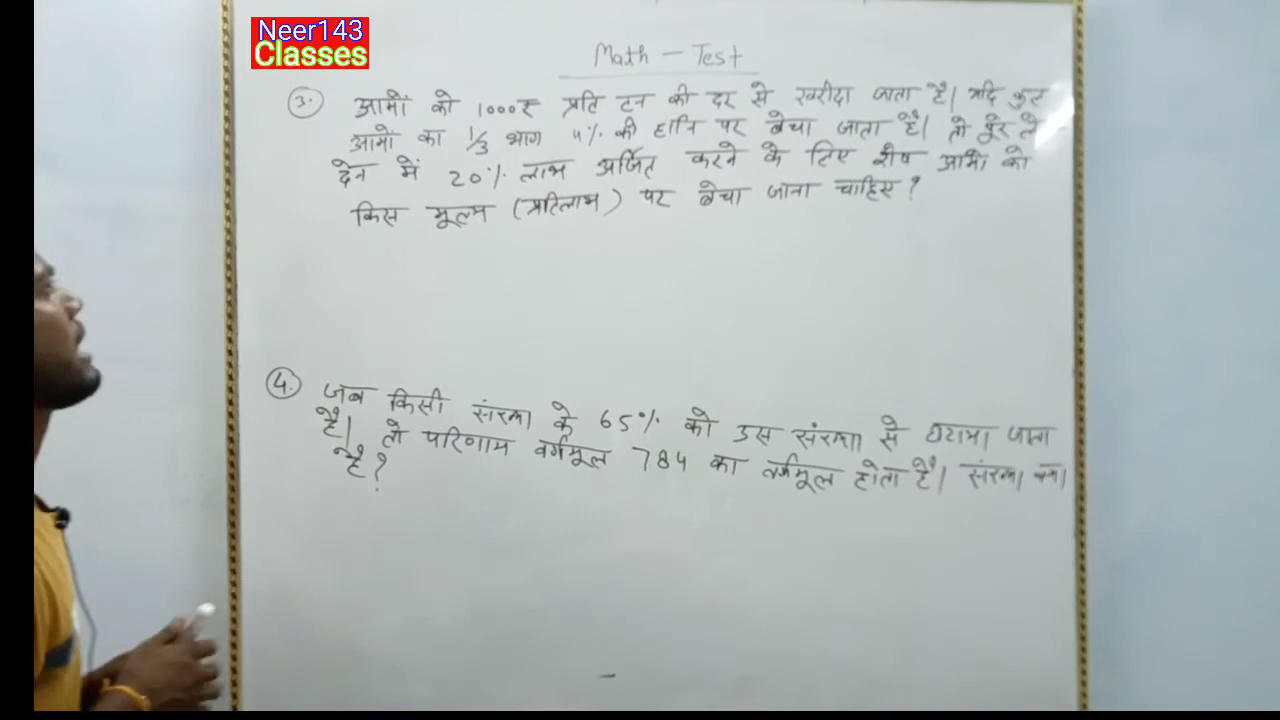 Neer143
Classes
Math - Test
3. आमों को 1000₹ प्रति टन की दर से खरीदा जाता है। यदि कुल
आमो का 1/3 भाग 4% की हानि पर बेचा जाता है। तो पूरे ले
देन में 20% लाभ अर्जित करने के लिए शेष आमो को
किस मूल्य (प्रतिलाभ) पर बेचा जाना चाहिए?
4. जब किसी संख्या के 65% को उस संख्या से घटाया जाता
है। तो परिणाम वर्गमूल 784 का वर्गमूल होता है। संख्या क्या
है?